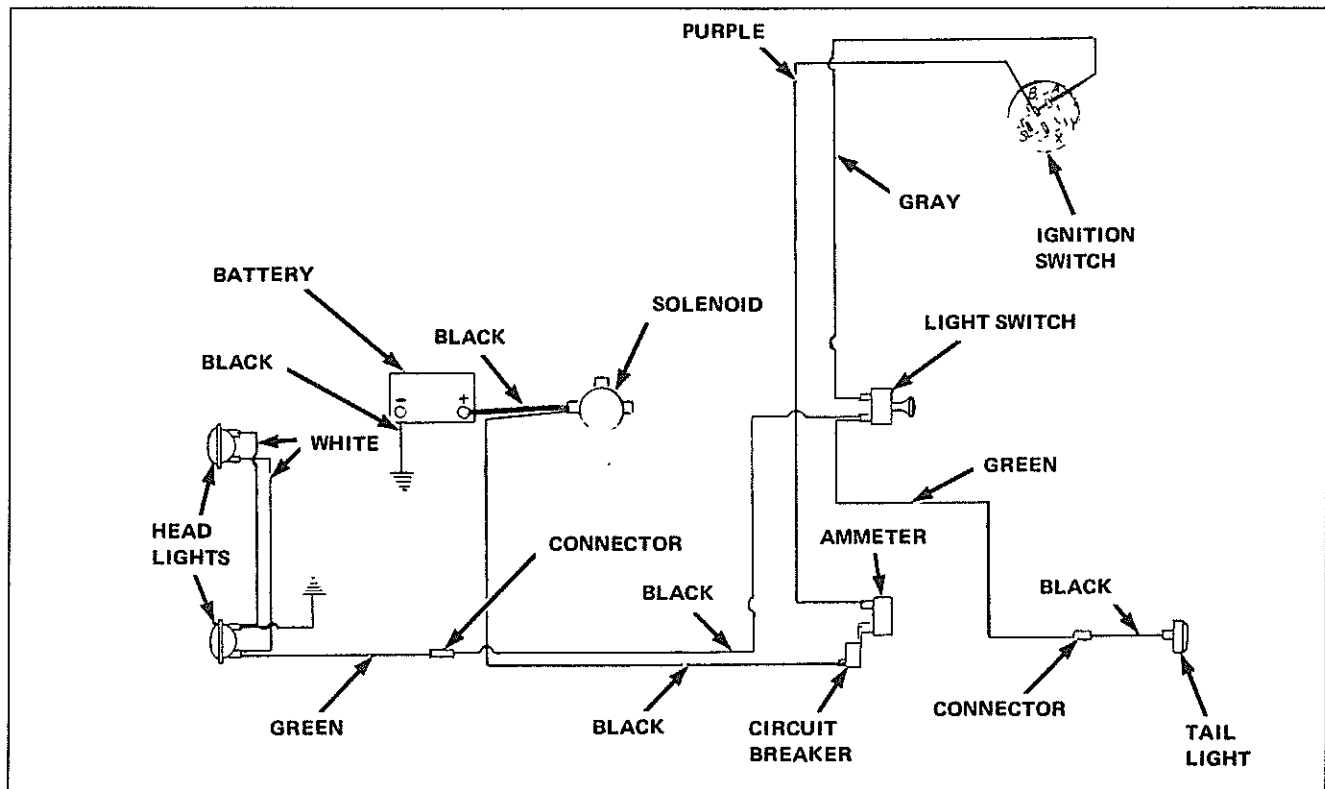 PURPLE
B
A
S
X
Y
GRAY
IGNITION
SWITCH
BATTERY
SOLENOID
LIGHT SWITCH
BLACK
BLACK
- +
WHITE
GREEN
HEAD
LIGHTS
CONNECTOR
AMMETER
BLACK
BLACK
GREEN
BLACK
CIRCUIT
BREAKER
CONNECTOR
TAIL
LIGHT